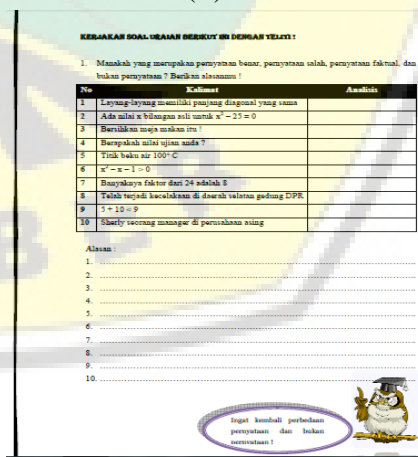 KERJAKAN SOAL URAIAN BERIKUT INI DENGAN TELITI !
1. Manakah yang merupakan pernyataan benar, pernyataan salah, pernyataan faktual, dan
bukan pernyataan ? Berikan alasanmu !
No Kalimat Analisis
1 Layang-layang memiliki panjang diagonal yang sama
2 Ada nilai x bilangan asli untuk x² – 25 = 0
3 Bersihkan meja makan itu !
4 Berapakah nilai ujian anda ?
5 Titik beku air 100° C
6 x² – x – 1 > 0
7 Banyaknya faktor dari 24 adalah 8
8 Telah terjadi kecelakaan di daerah selatan gedung DPR
9 5 + 10 = 9
10 Sherly seorang manager di perusahaan asing
Alasan :
1.
2.
3.
4.
5.
6.
7.
8.
9.
10.
Ingat kembali perbedaan
pernyataan dan bukan
pernyataan !